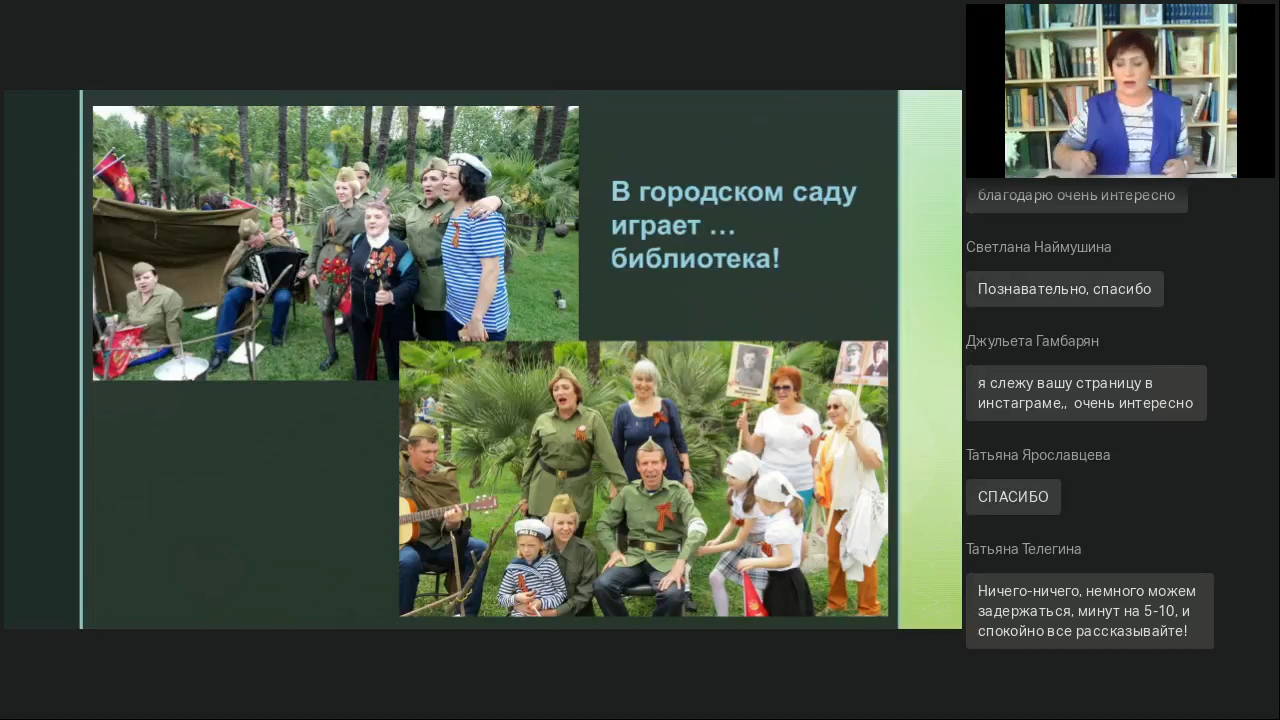 В городском саду
играет ...
библиотека!
благодарю очень интересно
Светлана Наймушина
Познавательно, спасибо
Джульета Гамбарян
я слежу вашу страницу в
инстаграме,, очень интересно
Татьяна Ярославцева
СПАСИБО
Татьяна Телегина
Ничего-ничего, немного можем
задержаться, минут на 5-10, и
спокойно все рассказывайте!